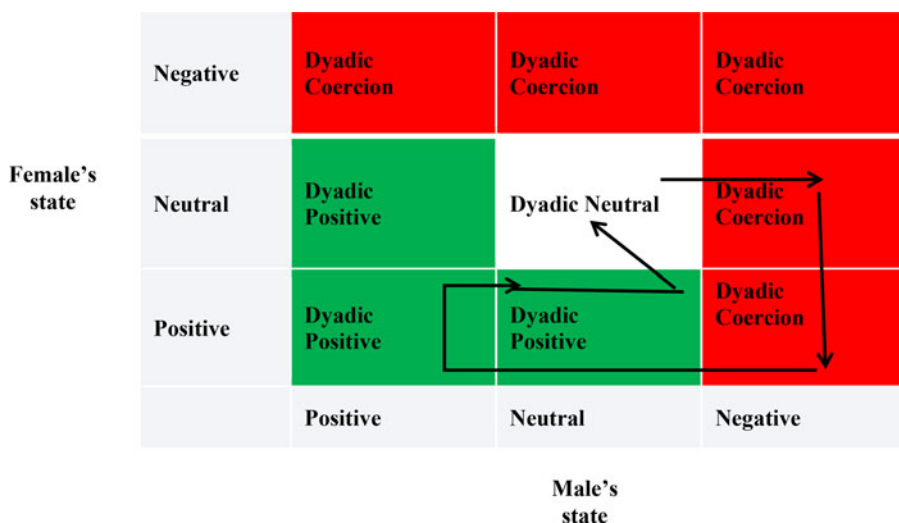 Negative
Dyadic
Coercion
Dyadic
Coercion
Dyadic
Coercion
Female's
state
Neutral
Dyadic
Positive
Dyadic Neutral
Dyadic
Coercion
Positive
Dyadic
Positive
Dyadic
Positive
Dyadic
Coercion
Positive
Neutral
Negative
Male's
state